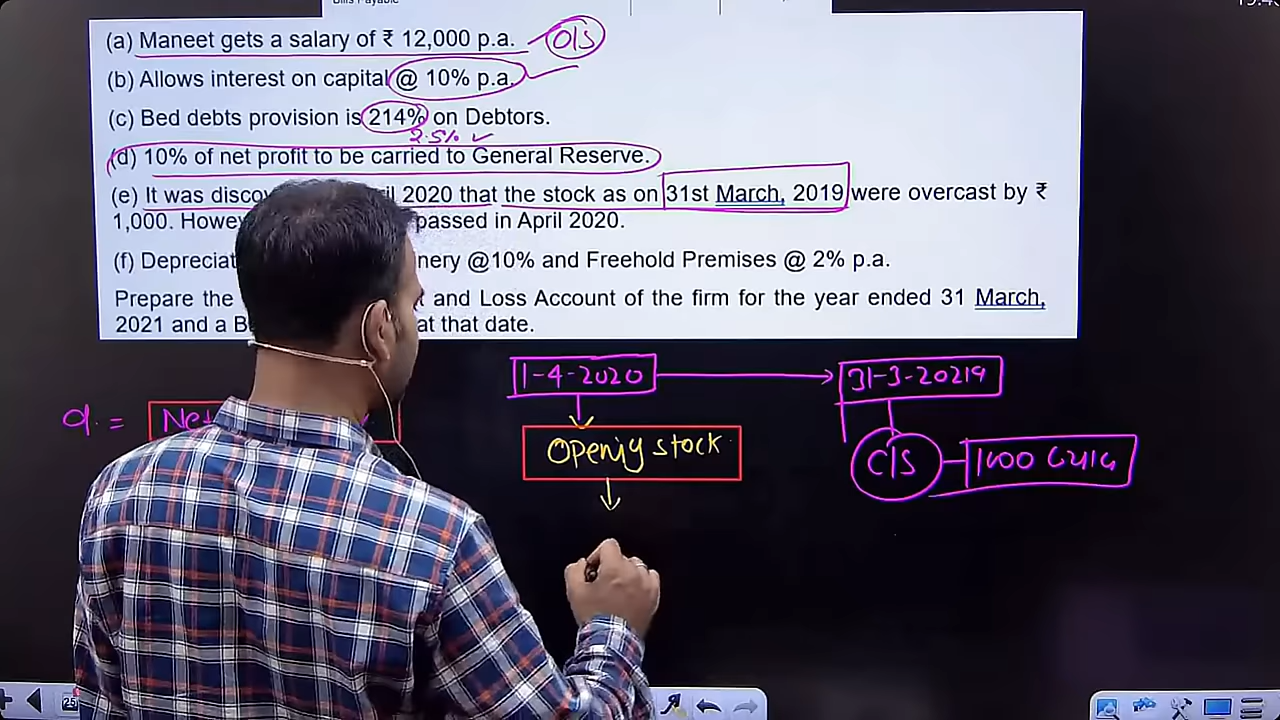 (a) Maneet gets a salary of ₹ 12,000 p.a. O/S
(b) Allows interest on capital @ 10% p.a.
(c) Bed debts provision is 214% on Debtors.
2.5%
(d) 10% of net profit to be carried to General Reserve.
(e) It was disco 2020 that the stock as on 31st March, 2019 were overcast by ₹
1,000. Howe passed in April 2020.
(f) Depreciat nery @10% and Freehold Premises @ 2% p.a.
Prepare the and Loss Account of the firm for the year ended 31 March,
2021 and a B at that date.
1-4-2020 31-3-20219
Net
Openijy stock
C/S 1000